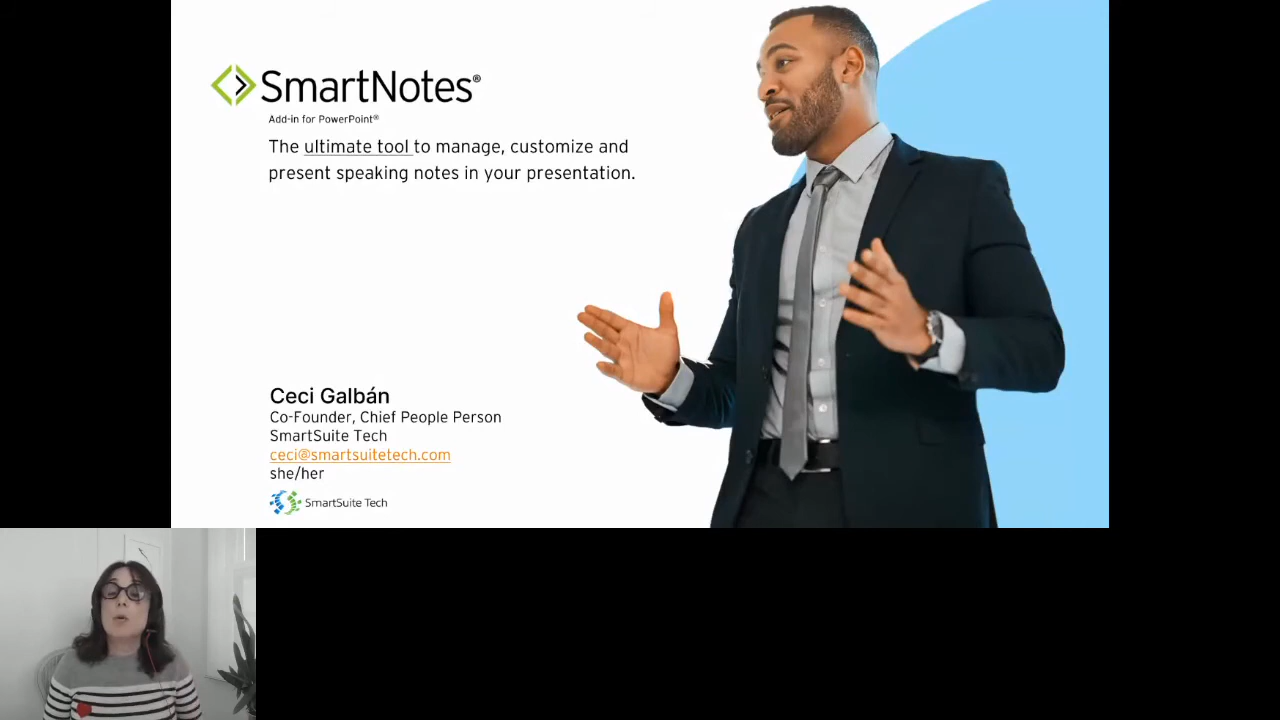 SmartNotes®
Add-in for PowerPoint®
The ultimate tool to manage, customize and
present speaking notes in your presentation.
Ceci Galbán
Co-Founder, Chief People Person
SmartSuite Tech
ceci@smartsuitetech.com
she/her
SmartSuite Tech